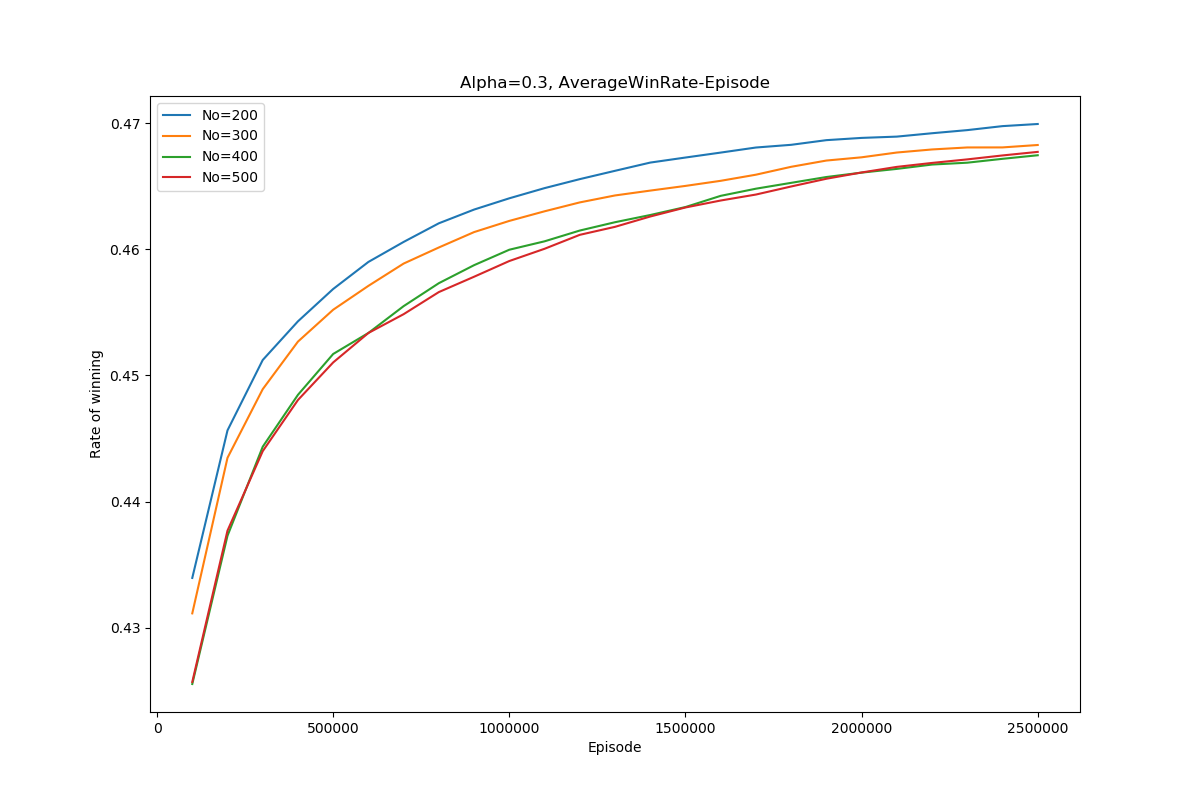 Alpha=0.3, AverageWinRate-Episode
No=200
No=300
No=400
No=500
0.47
0.46
0.45
0.44
0.43
Rate of winning
0 500000 1000000 1500000 2000000 2500000
Episode